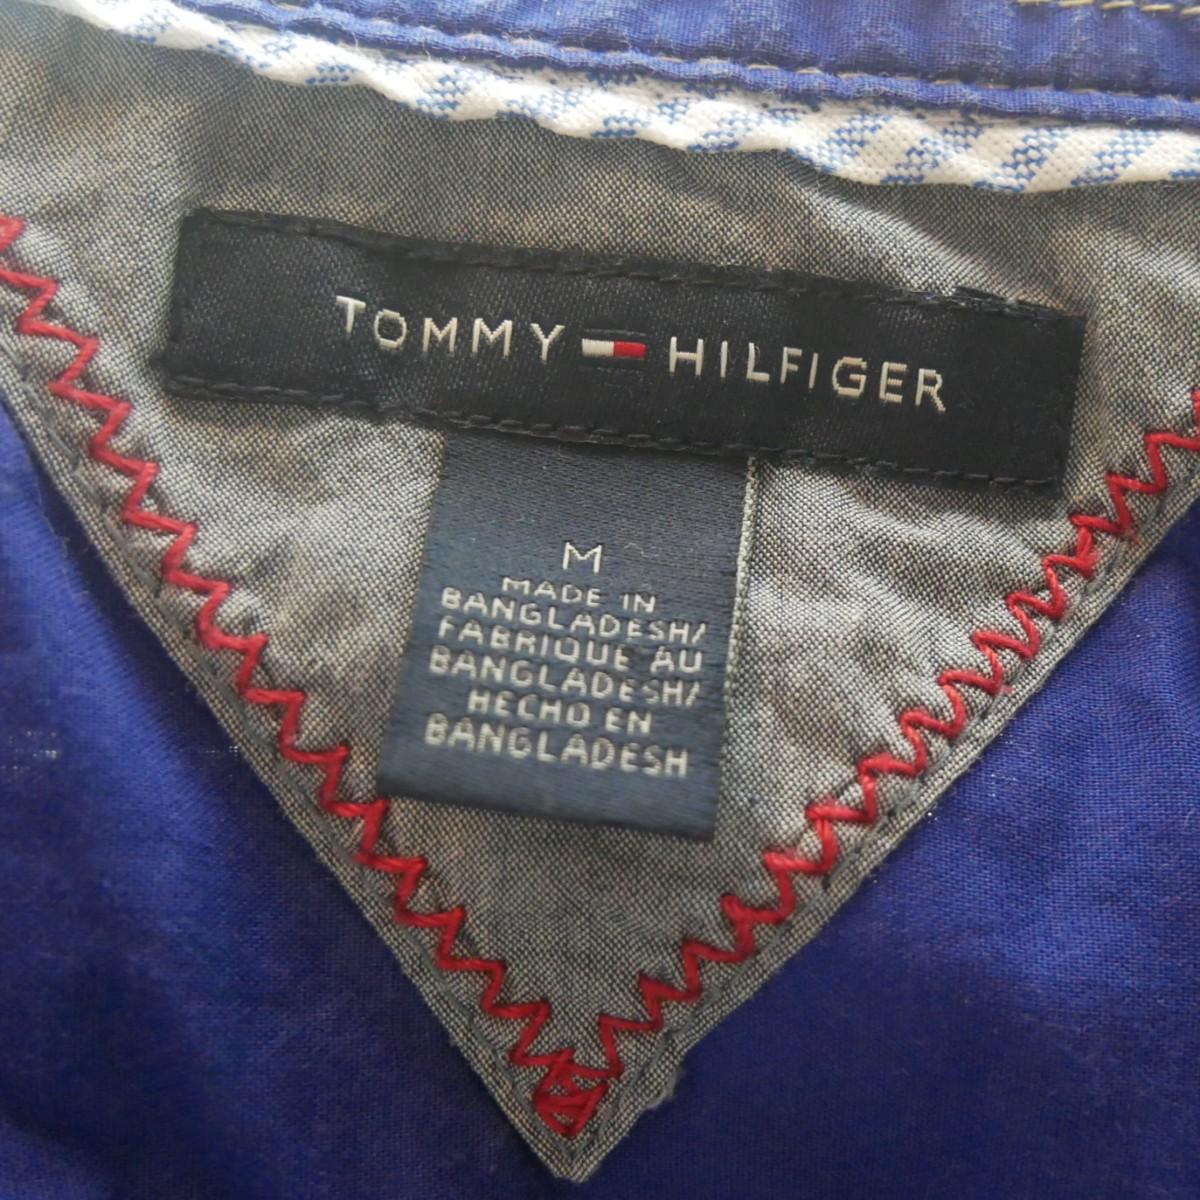 TOMMY HILFIGER
M
MADE IN
BANGLADESH/
FABRIQUE AU
BANGLADESH/
HECHO EN
BANGLADESH